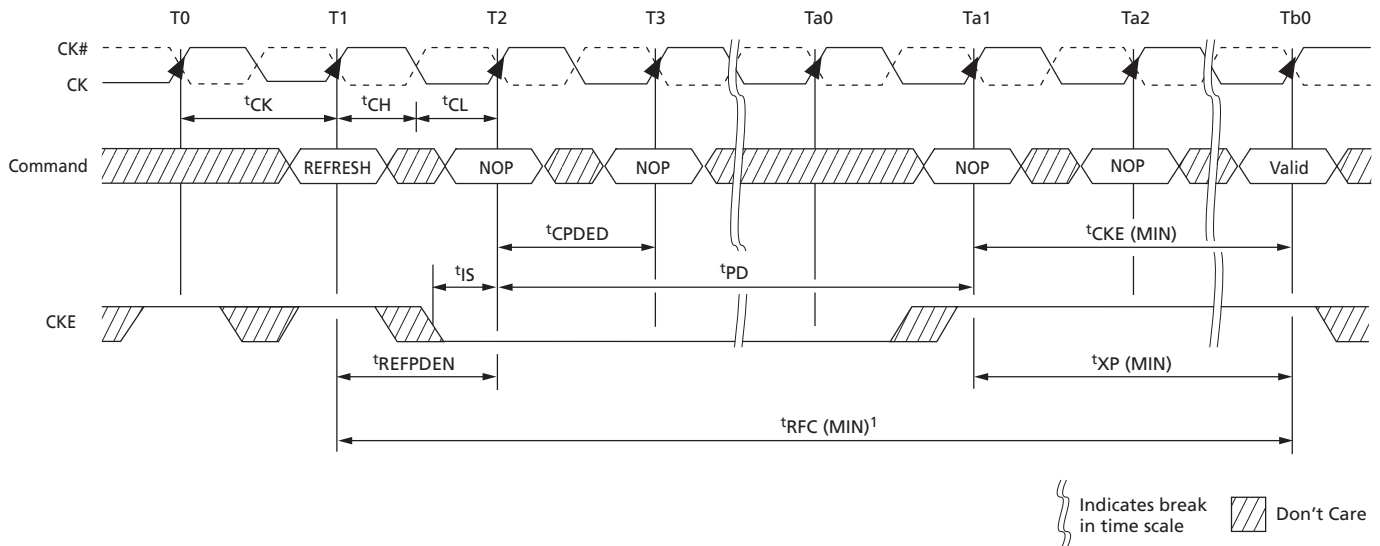 T0 T1 T2 T3 Ta0 Ta1 Ta2 Tb0
CK#
CK
tCK tCH tCL
Command REFRESH NOP NOP NOP NOP Valid
tCPDED tCKE (MIN)
tIS tPD
CKE
tREFPDEN tXP (MIN)
tRFC (MIN)1
Indicates break
in time scale
Don't Care